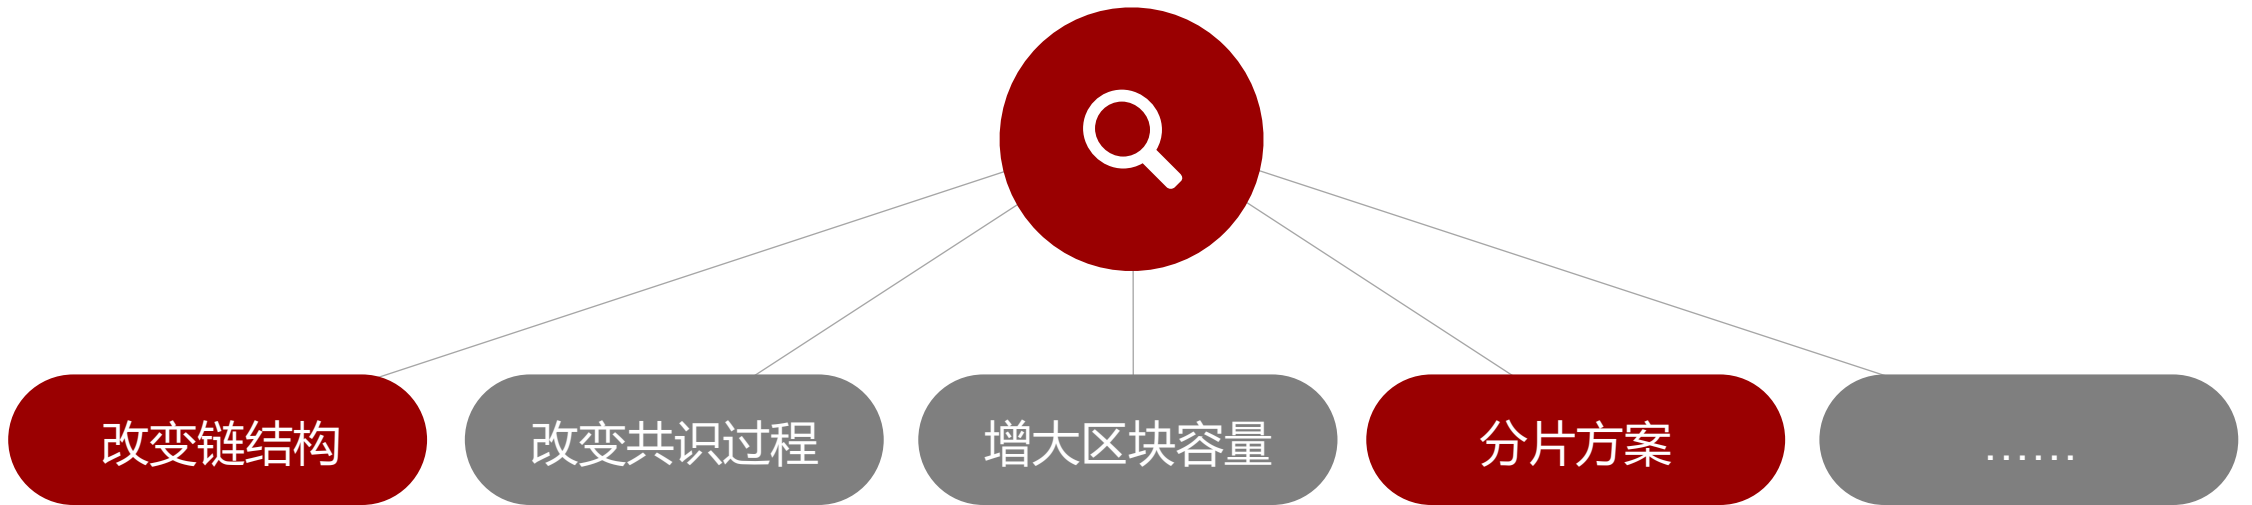 改变链结构
改变共识过程
增大区块容量
分片方案
……